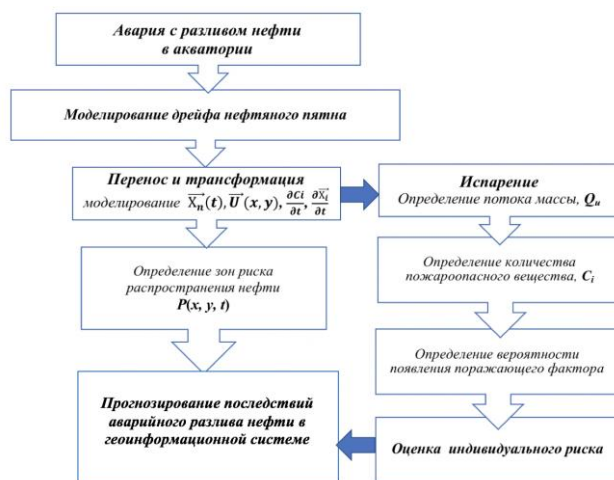 Авария с разливом нефти
в акватории
Моделирование дрейфа нефтяного пятна
Перенос и трансформация
моделирование X⃗ₙ(t), U⃗(x, y), ∂Ci/∂t, ∂X⃗ᵢ/∂t
Испарение
Определение потока массы, Qᵤ
Определение зон риска
распространения нефти
P(x, y, t)
Определение количества
пожароопасного вещества, Cᵢ
Определение вероятности
появления поражающего фактора
Прогнозирование последствий
аварийного разлива нефти в
геоинформационной системе
Оценка индивидуального риска